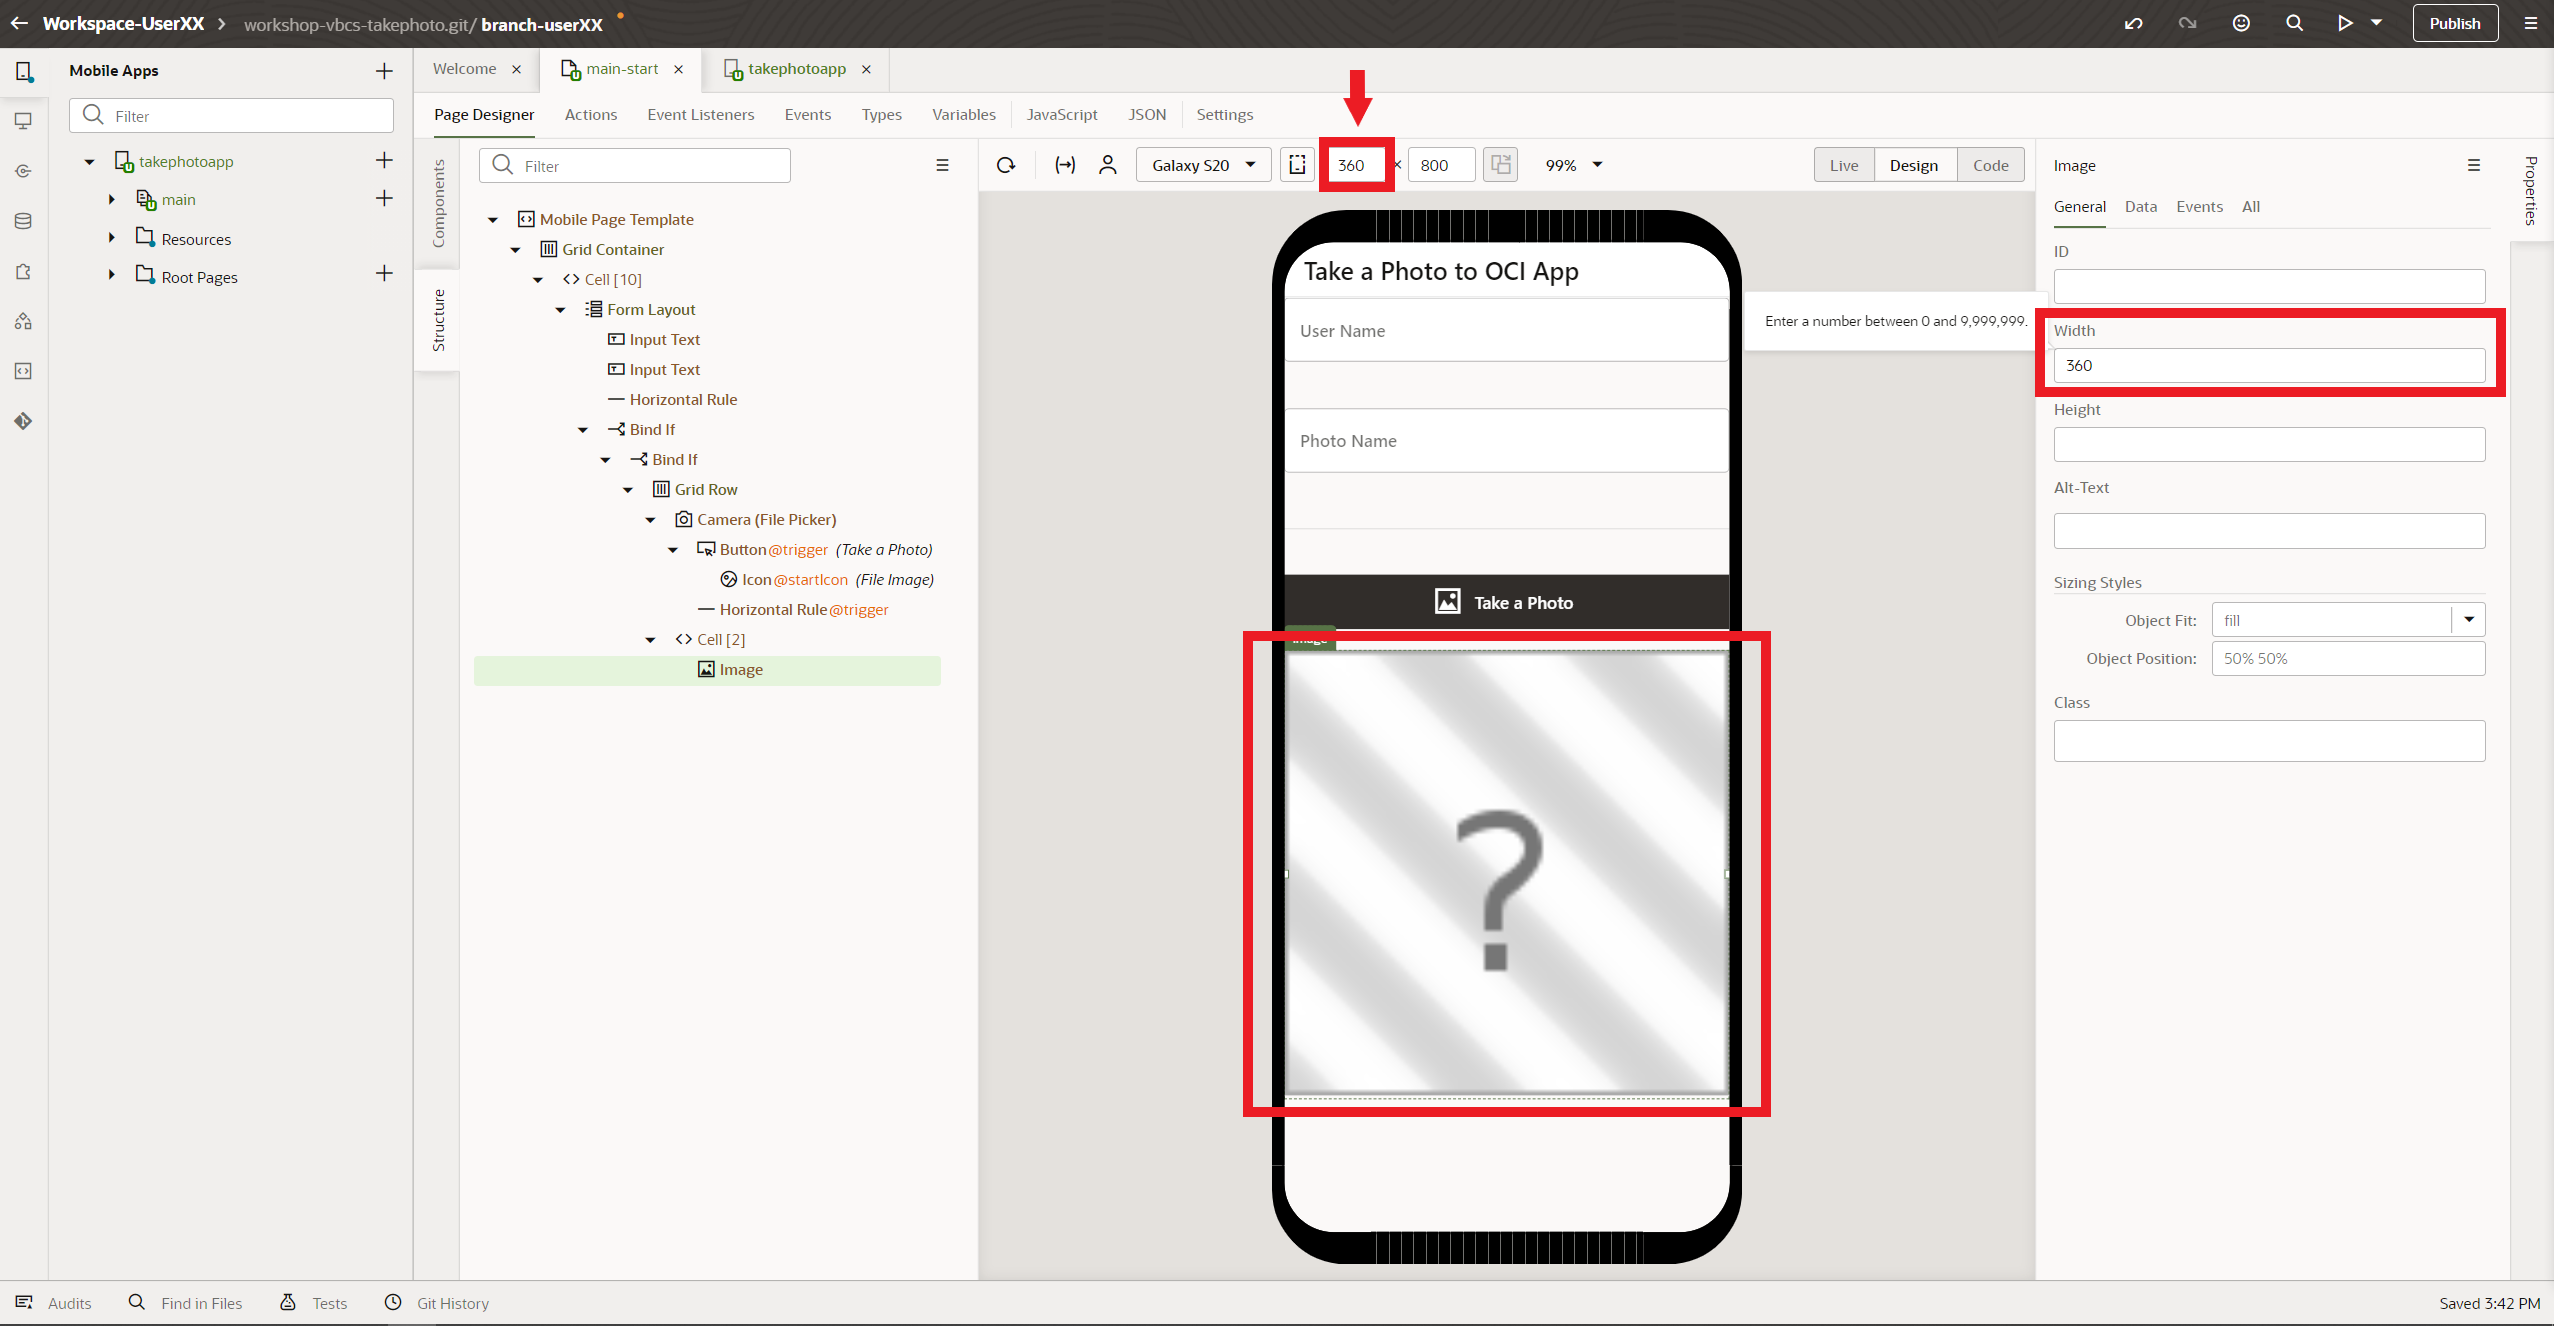 Workspace-UserXX > workshop-vbcs-takephoto.git/ branch-userXX
Publish
Mobile Apps
Filter
takephotoapp
main
Resources
Root Pages
Welcome
main-start
takephotoapp
Page Designer
Actions
Event Listeners
Events
Types
Variables
JavaScript
JSON
Settings
Components
Structure
Filter
Mobile Page Template
Grid Container
Cell [10]
Form Layout
Input Text
Input Text
Horizontal Rule
Bind If
Bind If
Grid Row
Camera (File Picker)
Button@trigger (Take a Photo)
Icon@startIcon (File Image)
Horizontal Rule@trigger
Cell [2]
Image
Galaxy S20
360 × 800
99%
Live
Design
Code
Take a Photo to OCI App
User Name
Photo Name
Take a Photo
?
Enter a number between 0 and 9,999,999.
Image
Properties
General
Data
Events
All
ID
Width
360
Height
Alt-Text
Sizing Styles
Object Fit: fill
Object Position: 50% 50%
Class
Audits
Find in Files
Tests
Git History
Saved 3:42 PM